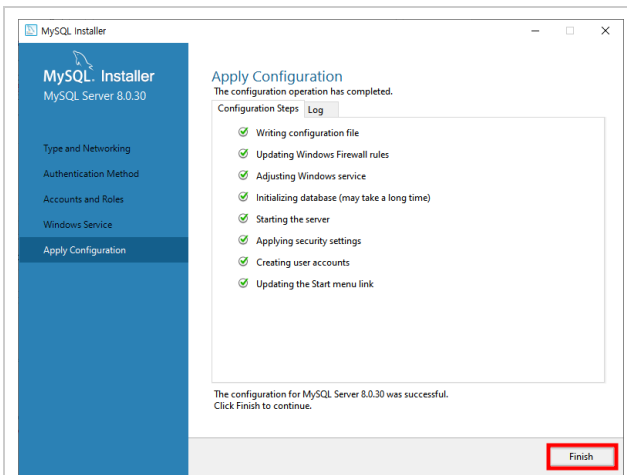 MySQL Installer
MySQL. Installer
MySQL Server 8.0.30
Type and Networking
Authentication Method
Accounts and Roles
Windows Service
Apply Configuration
Apply Configuration
The configuration operation has completed.
Configuration Steps Log
Writing configuration file
Updating Windows Firewall rules
Adjusting Windows service
Initializing database (may take a long time)
Starting the server
Applying security settings
Creating user accounts
Updating the Start menu link
The configuration for MySQL Server 8.0.30 was successful.
Click Finish to continue.
Finish